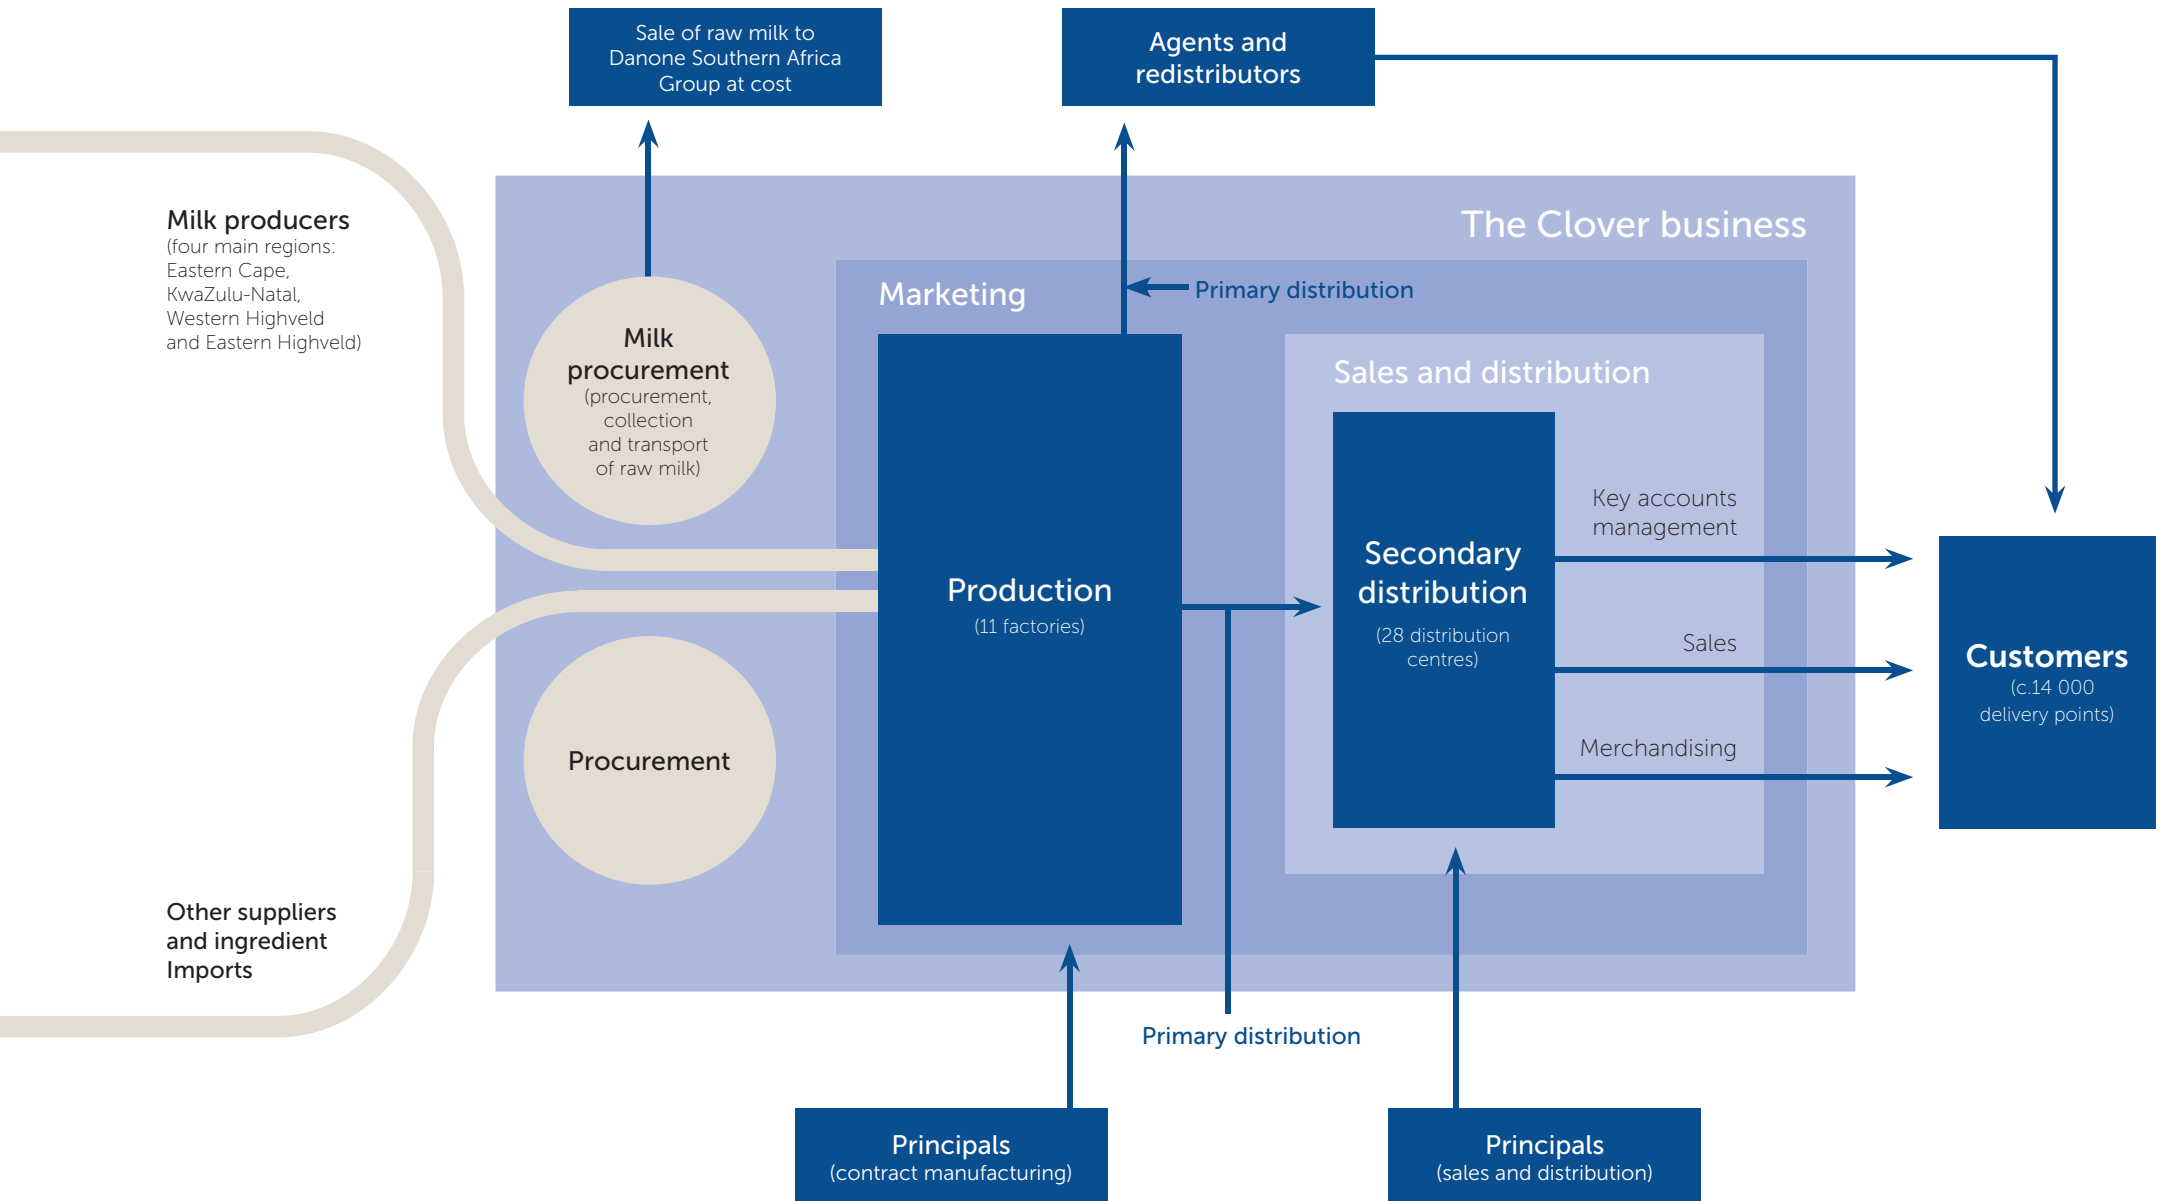 Sale of raw milk to
Danone Southern Africa
Group at cost
Agents and
redistributors
Milk producers
(four main regions:
Eastern Cape,
KwaZulu-Natal,
Western Highveld
and Eastern Highveld)
The Clover business
Marketing
Primary distribution
Milk
procurement
(procurement,
collection
and transport
of raw milk)
Sales and distribution
Key accounts
management
Production
(11 factories)
Secondary
distribution
(28 distribution
centres)
Sales
Merchandising
Customers
(c.14 000
delivery points)
Procurement
Other suppliers
and ingredient
Imports
Primary distribution
Principals
(contract manufacturing)
Principals
(sales and distribution)